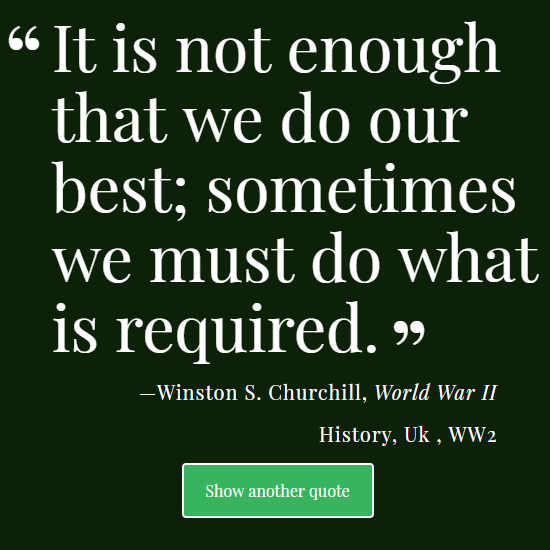 “ It is not enough
that we do our
best; sometimes
we must do what
is required. ”
—Winston S. Churchill, World War II
History, Uk , WW2
Show another quote